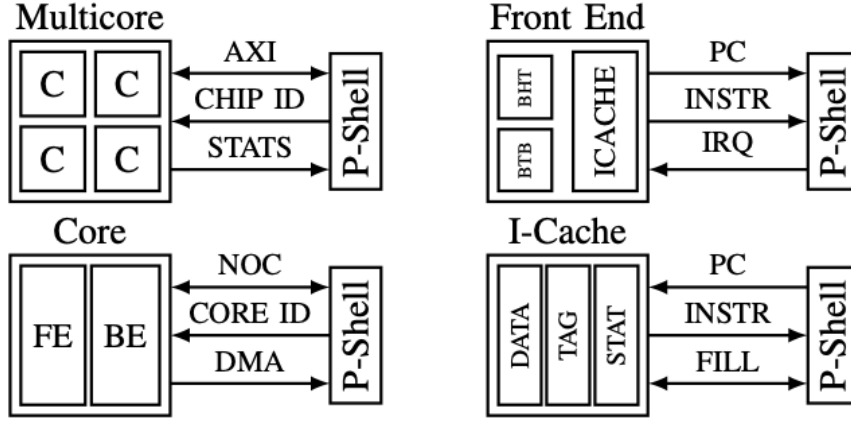 Multicore
C C
C C
AXI
CHIP ID
STATS
P-Shell
Front End
BHT
BTB
ICACHE
PC
INSTR
IRQ
P-Shell
Core
FE BE
NOC
CORE ID
DMA
P-Shell
I-Cache
DATA
TAG
STAT
PC
INSTR
FILL
P-Shell